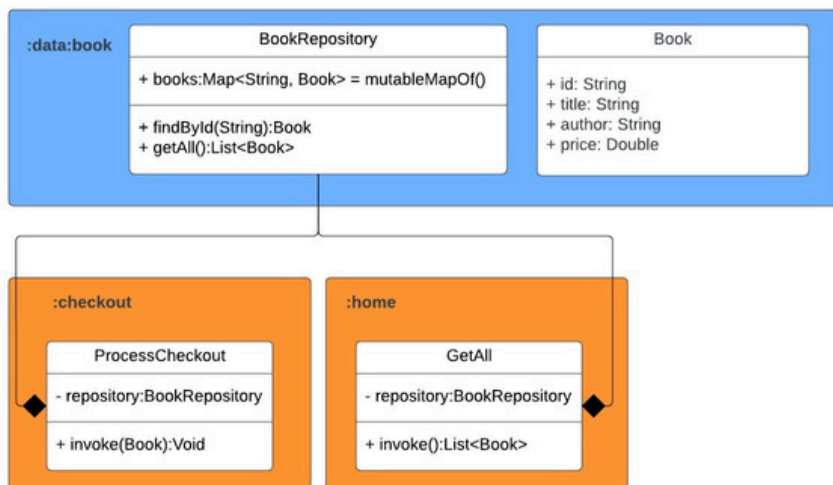 :data:book
BookRepository
+ books:Map<String, Book> = mutableMapOf()
+ findById(String):Book
+ getAll():List<Book>
Book
+ id: String
+ title: String
+ author: String
+ price: Double
:checkout
ProcessCheckout
- repository:BookRepository
+ invoke(Book):Void
:home
GetAll
- repository:BookRepository
+ invoke():List<Book>